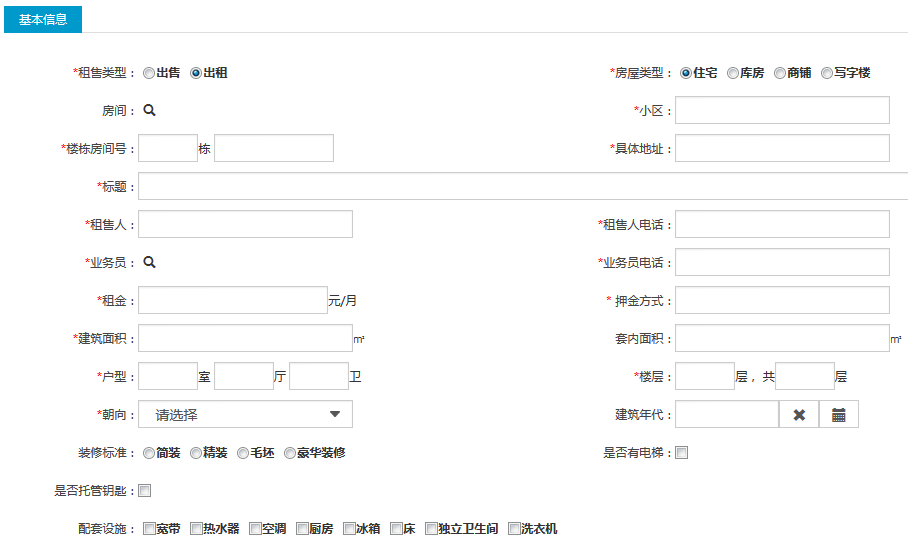 基本信息
*租售类型： 出售 出租 *房屋类型： 住宅 库房 商铺 写字楼
房间： *小区：
*楼栋房间号： 栋 *具体地址：
*标题：
*租售人： *租售人电话：
*业务员： *业务员电话：
*租金： 元/月 * 押金方式：
*建筑面积： ㎡ 套内面积： ㎡
*户型： 室 厅 卫 *楼层： 层，共 层
*朝向： 请选择 建筑年代：
装修标准： 简装 精装 毛坯 豪华装修 是否有电梯：
是否托管钥匙：
配套设施： 宽带 热水器 空调 厨房 冰箱 床 独立卫生间 洗衣机